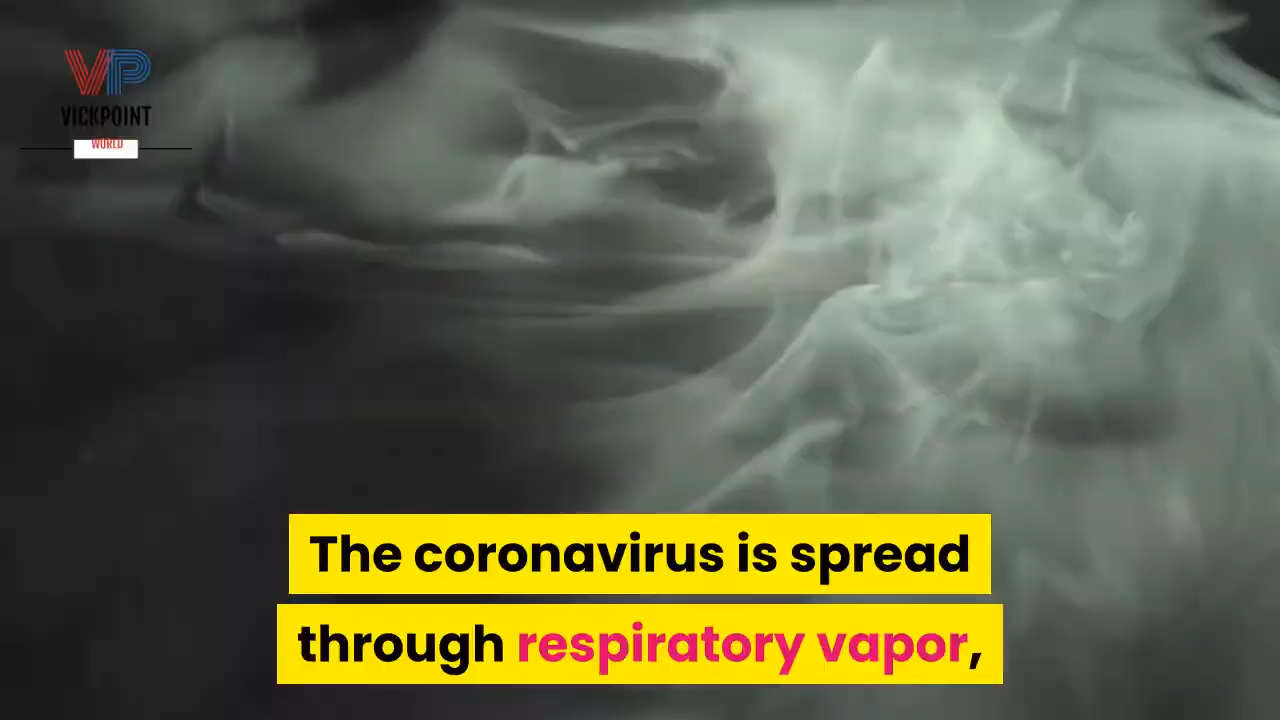 VP
VICKPOINT
WORLD
The coronavirus is spread
through respiratory vapor,